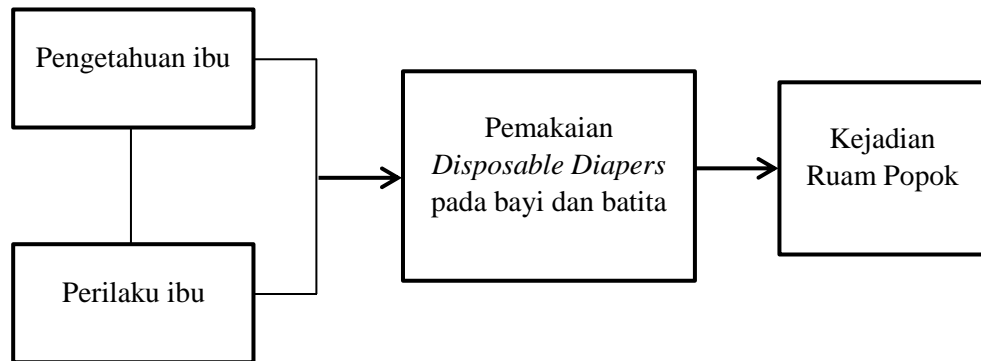 Pengetahuan ibu
Perilaku ibu
Pemakaian
Disposable Diapers
pada bayi dan batita
Kejadian
Ruam Popok